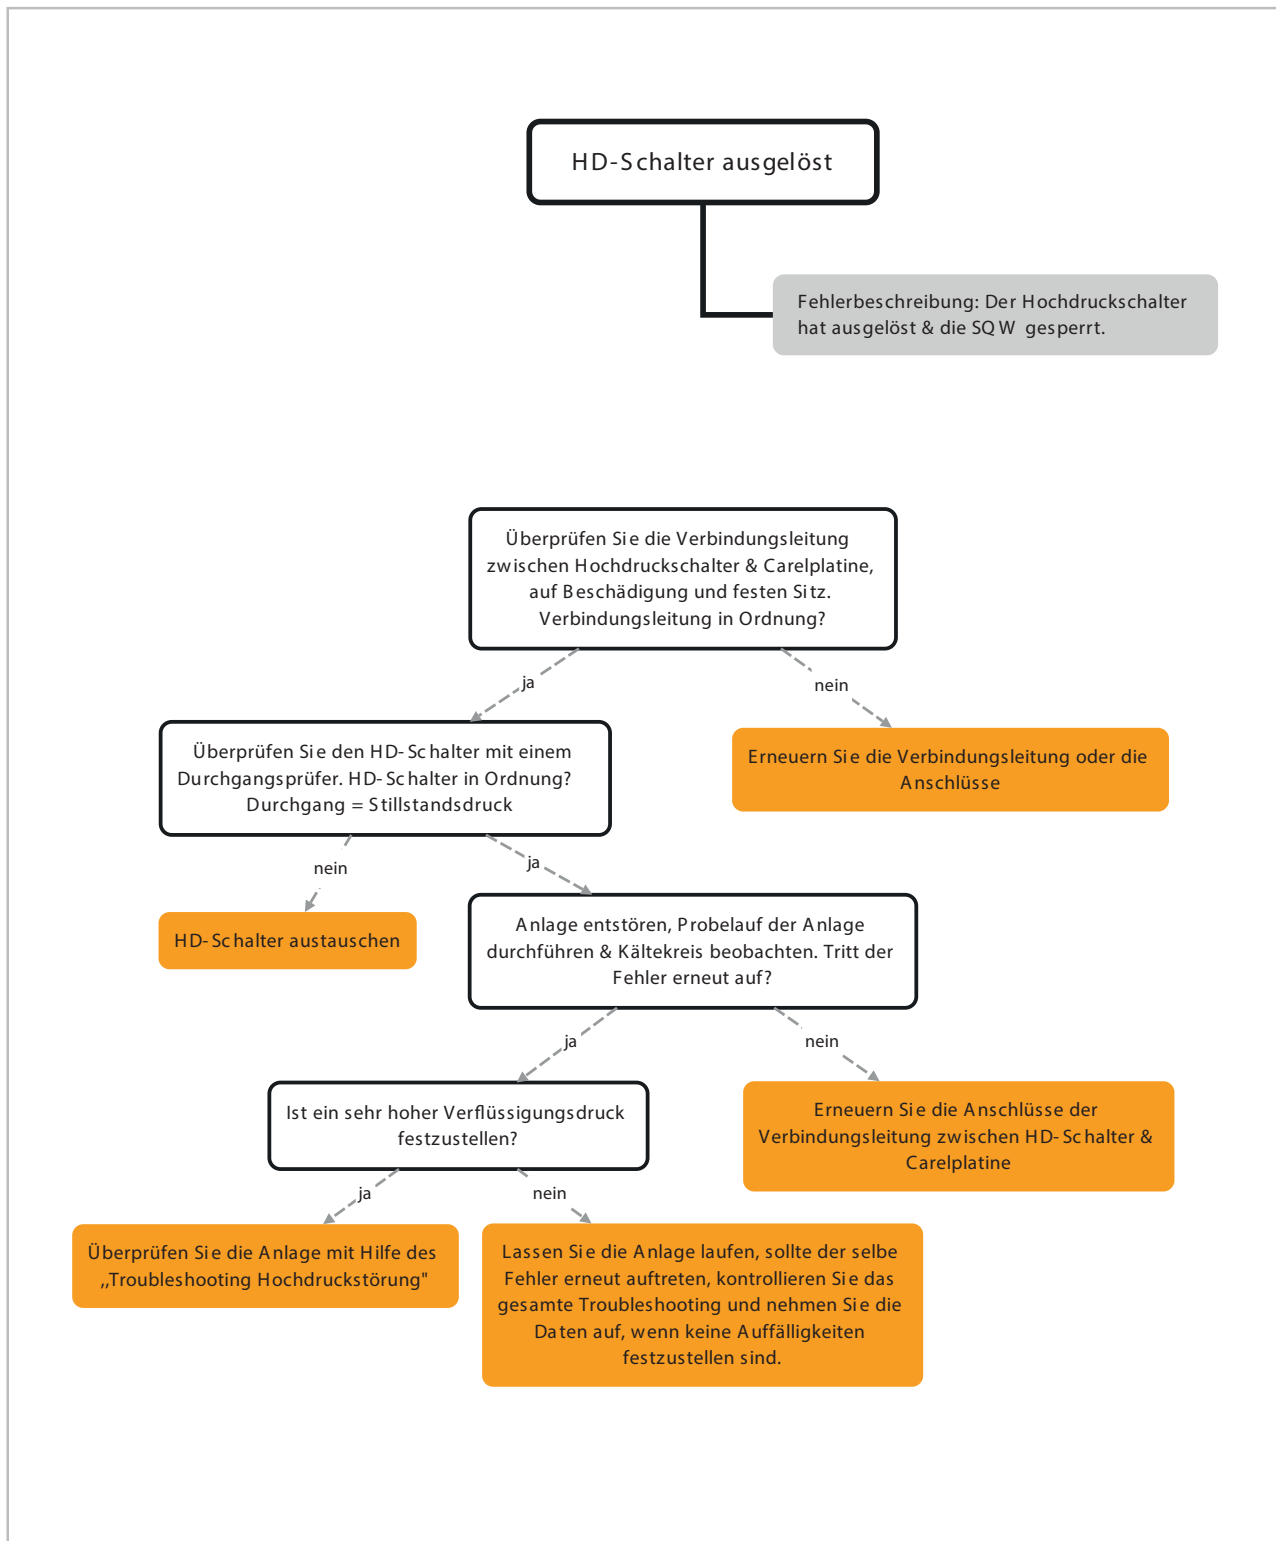 HD-Schalter ausgelöst
Fehlerbeschreibung: Der Hochdruckschalter
hat ausgelöst & die SQW gesperrt.
Überprüfen Sie die Verbindungsleitung
zwischen Hochdruckschalter & Carelplatine,
auf Beschädigung und festen Sitz.
Verbindungsleitung in Ordnung?
ja
nein
Überprüfen Sie den HD-Schalter mit einem
Durchgangsprüfer. HD-Schalter in Ordnung?
Durchgang = Stillstandsdruck
Erneuern Sie die Verbindungsleitung oder die
Anschlüsse
nein
ja
HD-Schalter austauschen
Anlage entstören, Probelauf der Anlage
durchführen & Kältekreis beobachten. Tritt der
Fehler erneut auf?
ja
nein
Ist ein sehr hoher Verflüssigungsdruck
festzustellen?
Erneuern Sie die Anschlüsse der
Verbindungsleitung zwischen HD-Schalter &
Carelplatine
ja
nein
Überprüfen Sie die Anlage mit Hilfe des
,,Troubleshooting Hochdruckstörung"
Lassen Sie die Anlage laufen, sollte der selbe
Fehler erneut auftreten, kontrollieren Sie das
gesamte Troubleshooting und nehmen Sie die
Daten auf, wenn keine Auffälligkeiten
festzustellen sind.